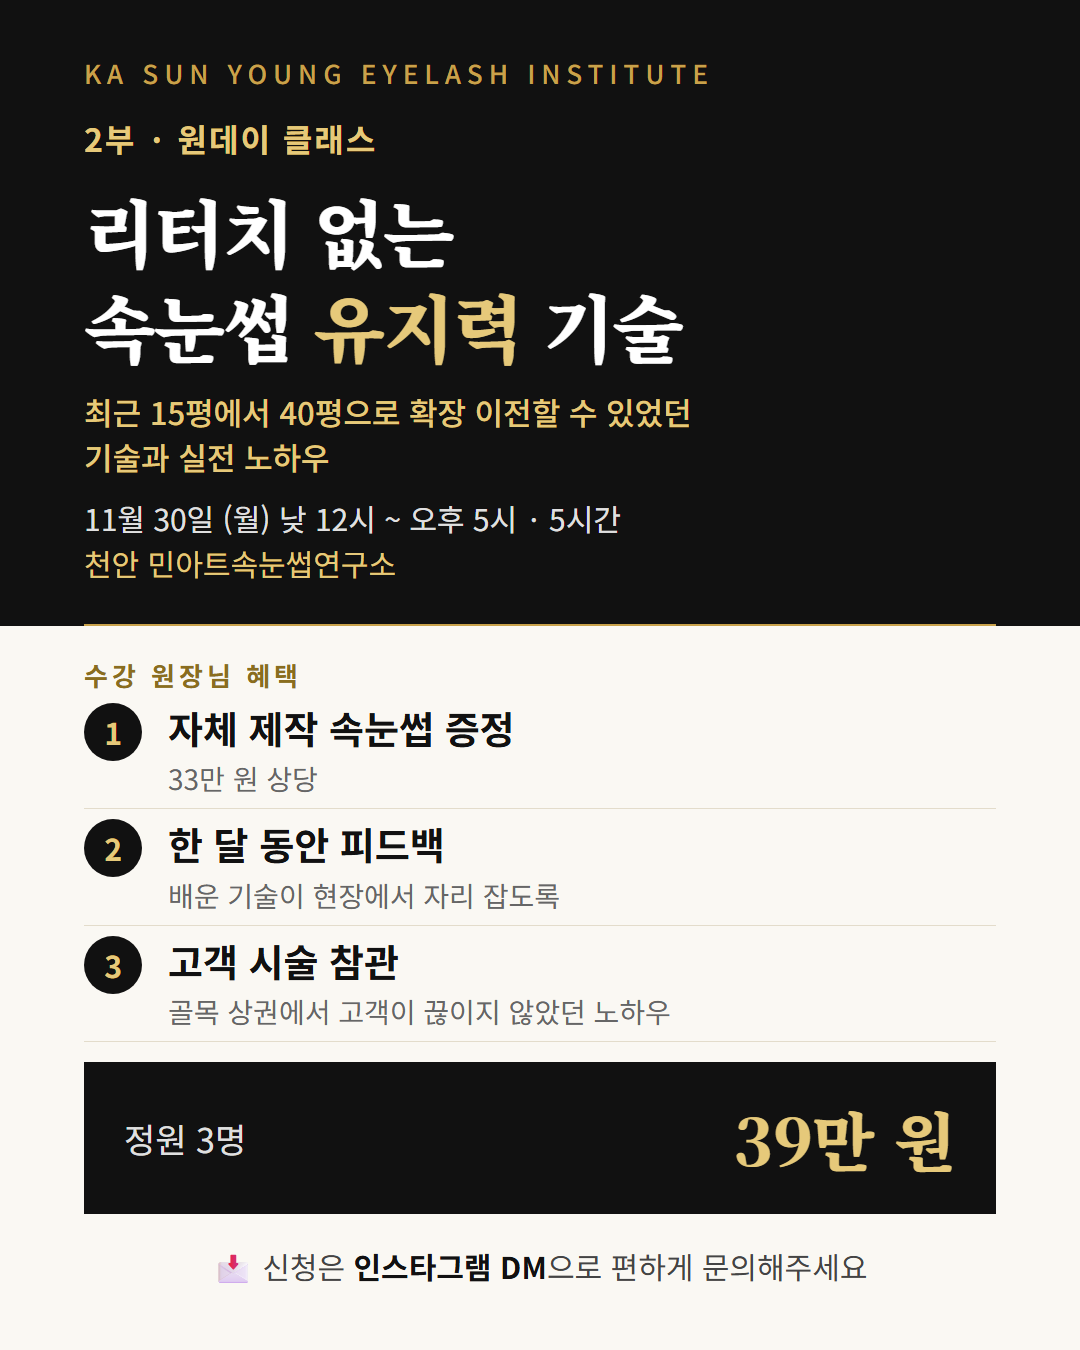 KA SUN YOUNG EYELASH INSTITUTE
2부 · 원데이 클래스
리터치 없는
속눈썹 유지력 기술
최근 15평에서 40평으로 확장 이전할 수 있었던
기술과 실전 노하우
11월 30일 (월) 낮 12시 ~ 오후 5시 · 5시간
천안 민아트속눈썹연구소
수강 원장님 혜택
1 자체 제작 속눈썹 증정
33만 원 상당
2 한 달 동안 피드백
배운 기술이 현장에서 자리 잡도록
3 고객 시술 참관
골목 상권에서 고객이 끊이지 않았던 노하우
정원 3명 39만 원
신청은 인스타그램 DM으로 편하게 문의해주세요